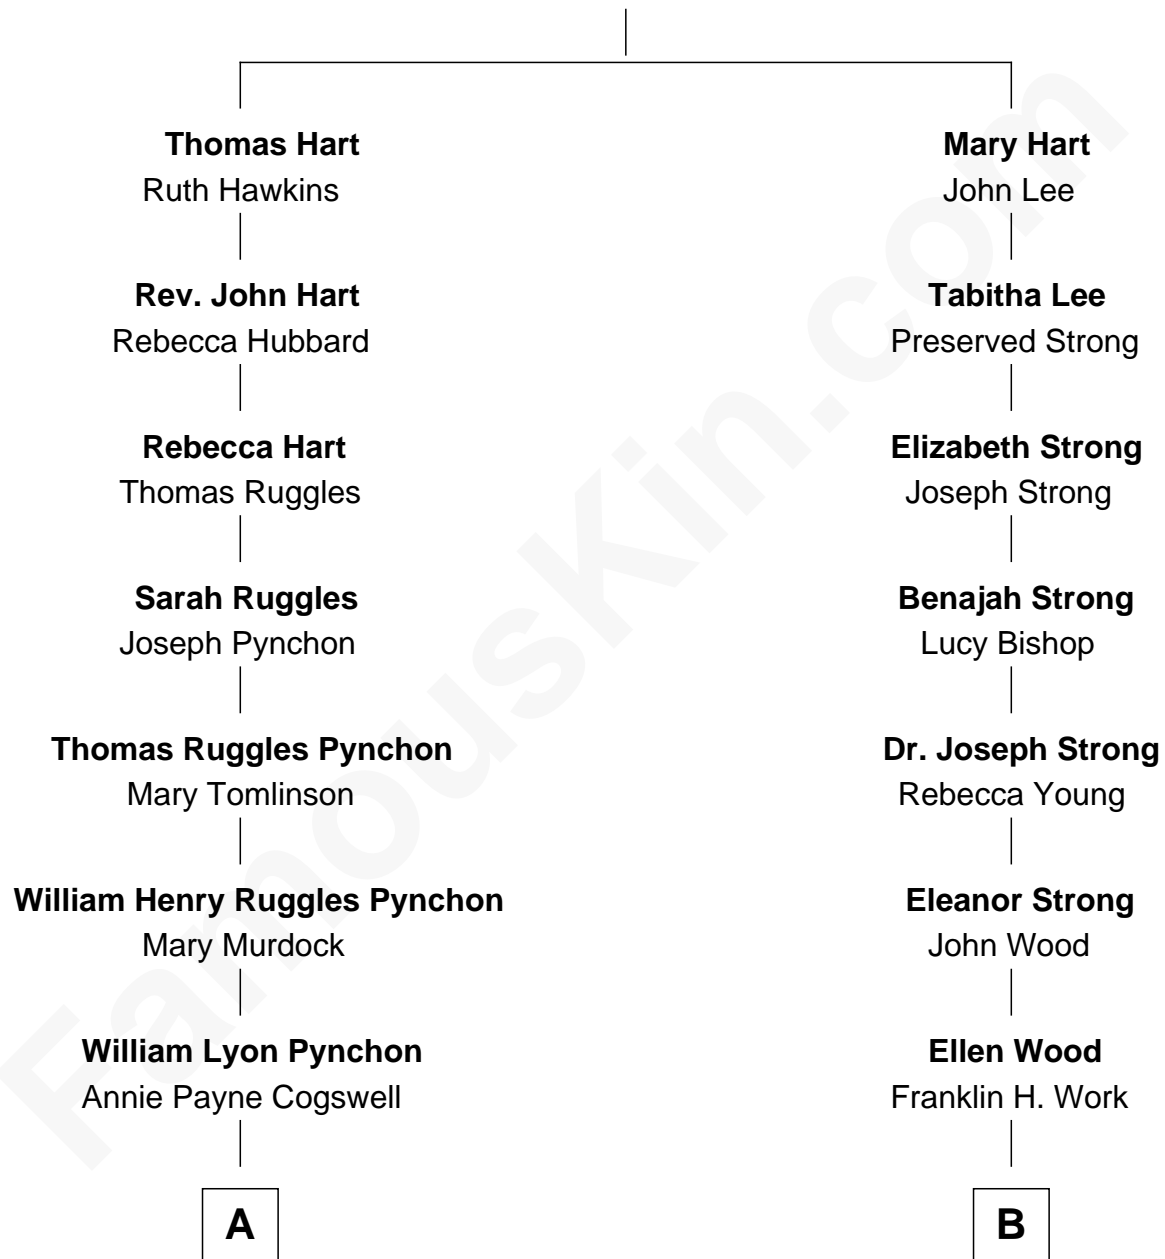 Thomas Hart
Ruth Hawkins
Mary Hart
John Lee
Rev. John Hart
Rebecca Hubbard
Tabitha Lee
Preserved Strong
Rebecca Hart
Thomas Ruggles
Elizabeth Strong
Joseph Strong
Sarah Ruggles
Joseph Pynchon
Benajah Strong
Lucy Bishop
Thomas Ruggles Pynchon
Mary Tomlinson
Dr. Joseph Strong
Rebecca Young
William Henry Ruggles Pynchon
Mary Murdock
Eleanor Strong
John Wood
William Lyon Pynchon
Annie Payne Cogswell
Ellen Wood
Franklin H. Work
A
B
FamousKin.com